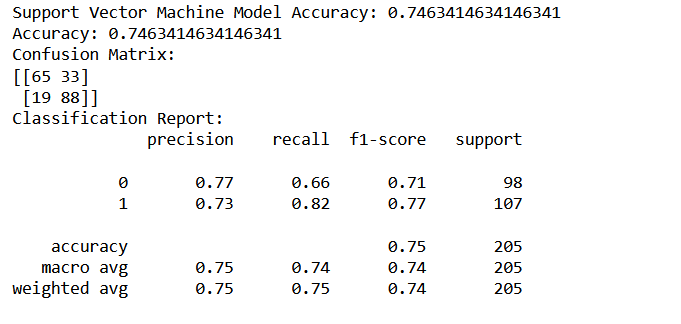 Support Vector Machine Model Accuracy: 0.7463414634146341
Accuracy: 0.7463414634146341
Confusion Matrix:
[[65 33]
 [19 88]]
Classification Report:
              precision    recall  f1-score   support

           0       0.77      0.66      0.71        98
           1       0.73      0.82      0.77       107

    accuracy                           0.75       205
   macro avg       0.75      0.74      0.74       205
weighted avg       0.75      0.75      0.74       205